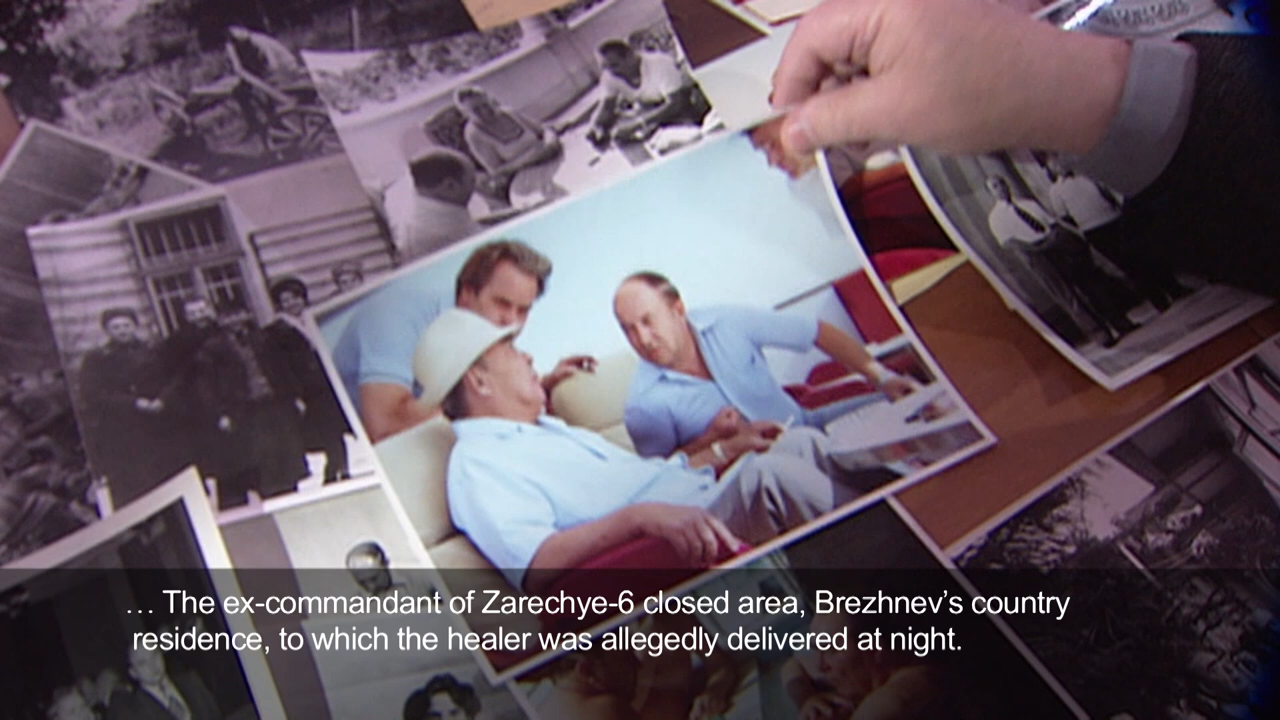 … The ex-commandant of Zarechye-6 closed area, Brezhnev’s country
residence, to which the healer was allegedly delivered at night.